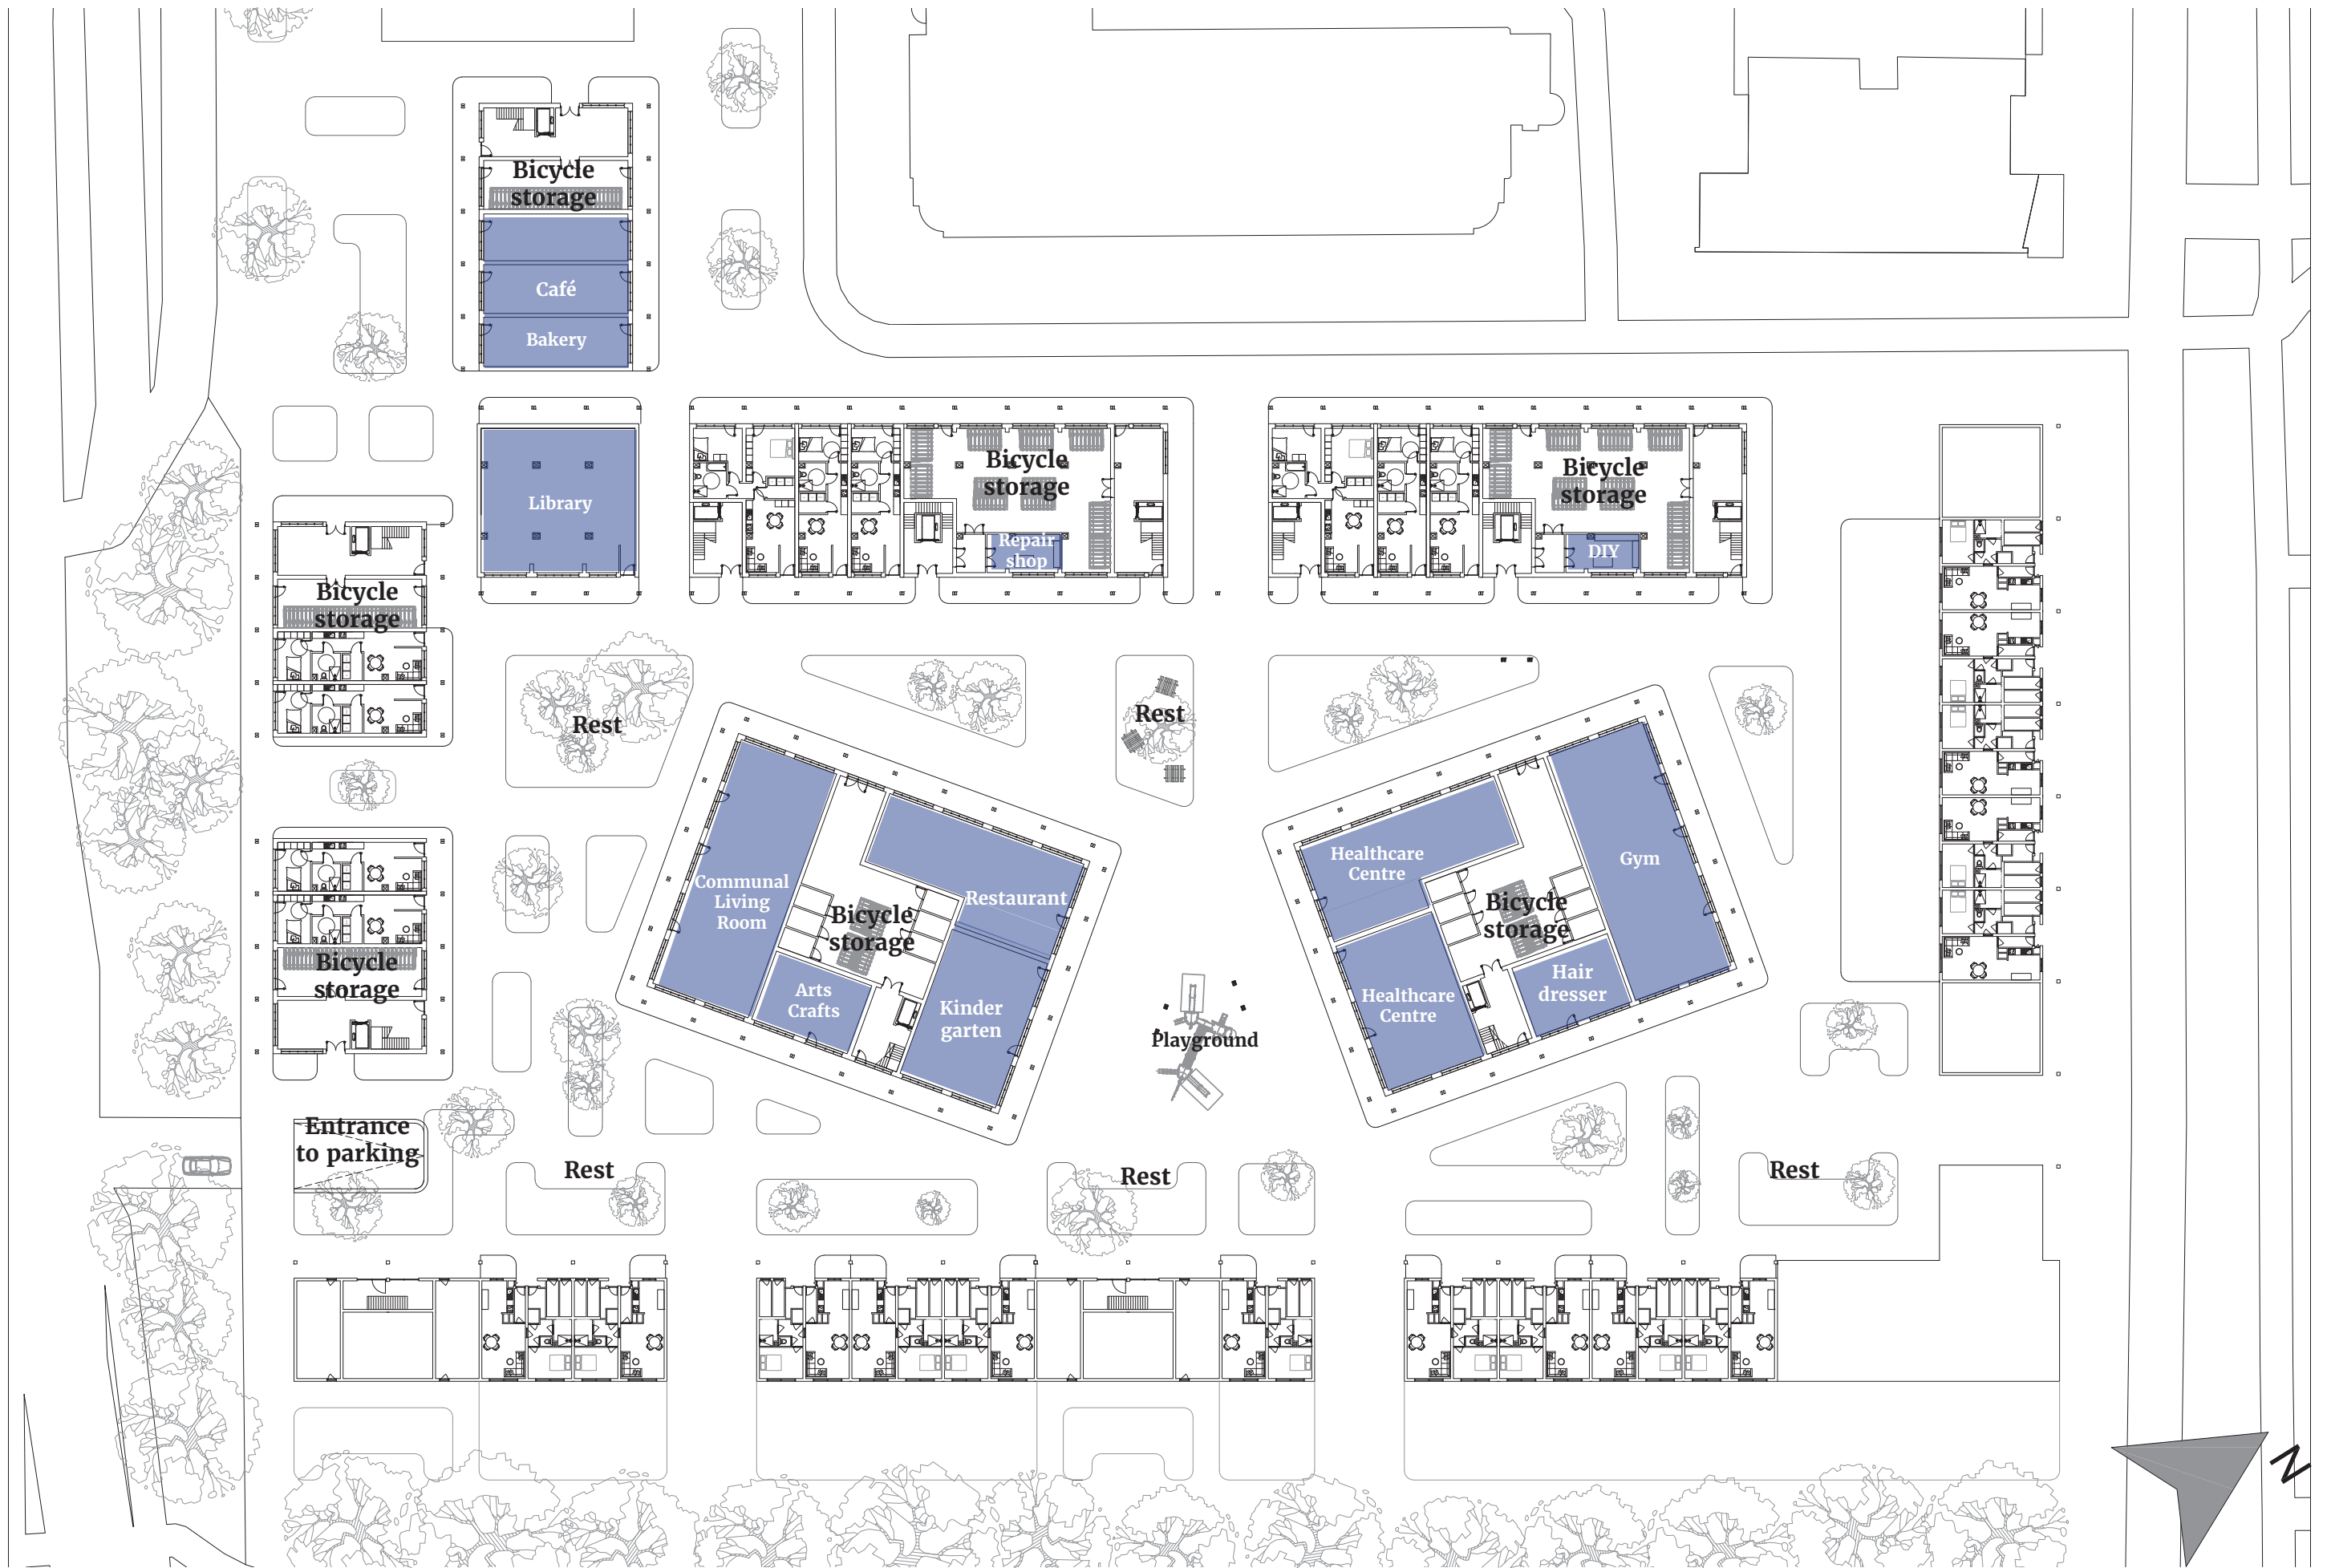 Bicycle
storage
Café
Bakery
Library
Bicycle
storage
Repair
shop
Bicycle
storage
DIY
Bicycle
storage
Rest
Rest
Communal
Living
Room
Restaurant
Bicycle
storage
Arts
Crafts
Kinder
garten
Healthcare
Centre
Gym
Bicycle
storage
Healthcare
Centre
Hair
dresser
Bicycle
storage
Playground
Entrance
to parking
Rest
Rest
Rest
N